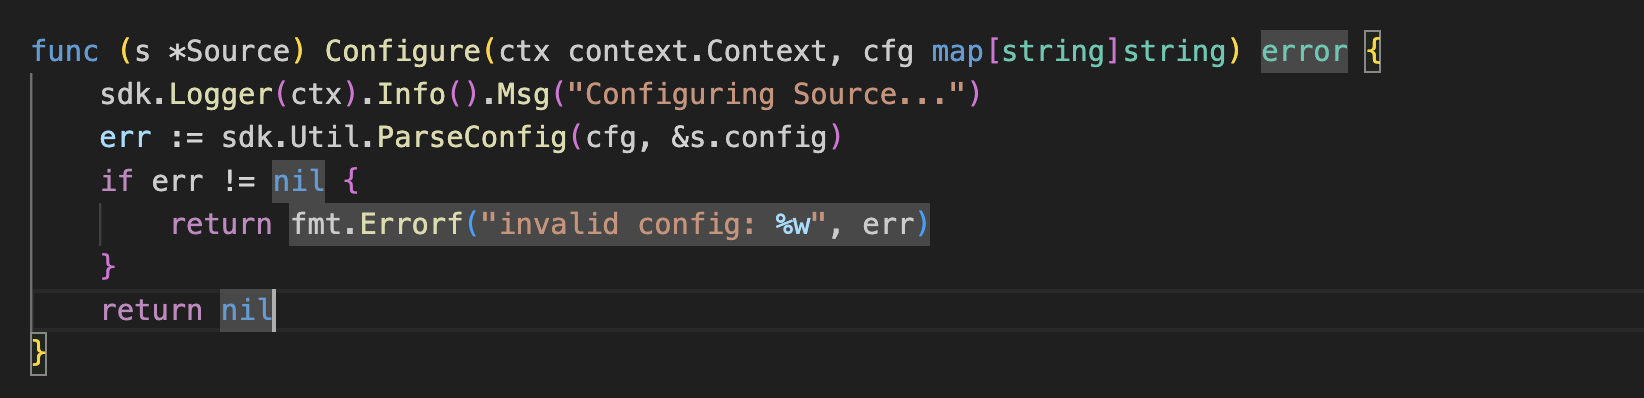 func (s *Source) Configure(ctx context.Context, cfg map[string]string) error {
    sdk.Logger(ctx).Info().Msg("Configuring Source...")
    err := sdk.Util.ParseConfig(cfg, &s.config)
    if err != nil {
        return fmt.Errorf("invalid config: %w", err)
    }
    return nil
}